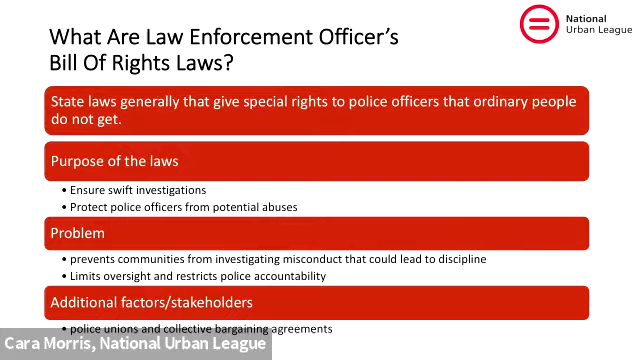 National
Urban League
What Are Law Enforcement Officer's
Bill Of Rights Laws?
State laws generally that give special rights to police officers that ordinary people
do not get.
Purpose of the laws
• Ensure swift investigations
• Protect police officers from potential abuses
Problem
• prevents communities from investigating misconduct that could lead to discipline
• Limits oversight and restricts police accountability
Additional factors/stakeholders
• police unions and collective bargaining agreements
Cara Morris, National Urban League